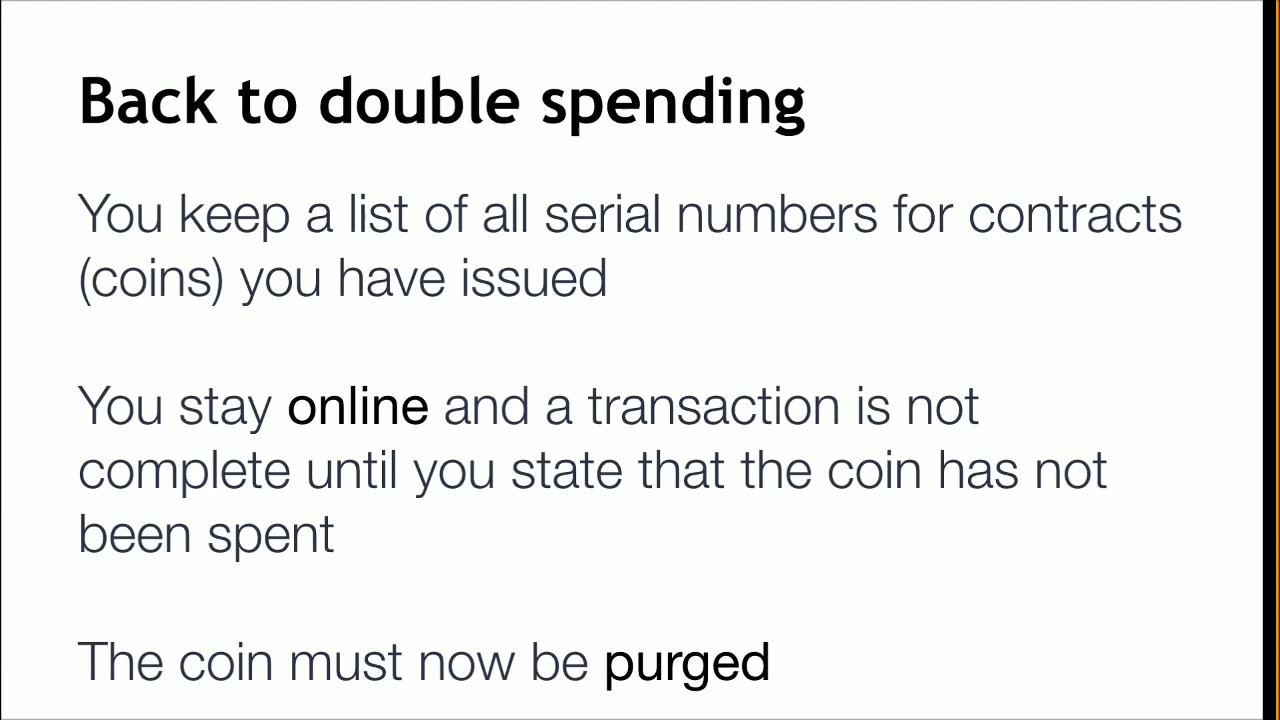 Back to double spending
You keep a list of all serial numbers for contracts
(coins) you have issued
You stay online and a transaction is not
complete until you state that the coin has not
been spent
The coin must now be purged